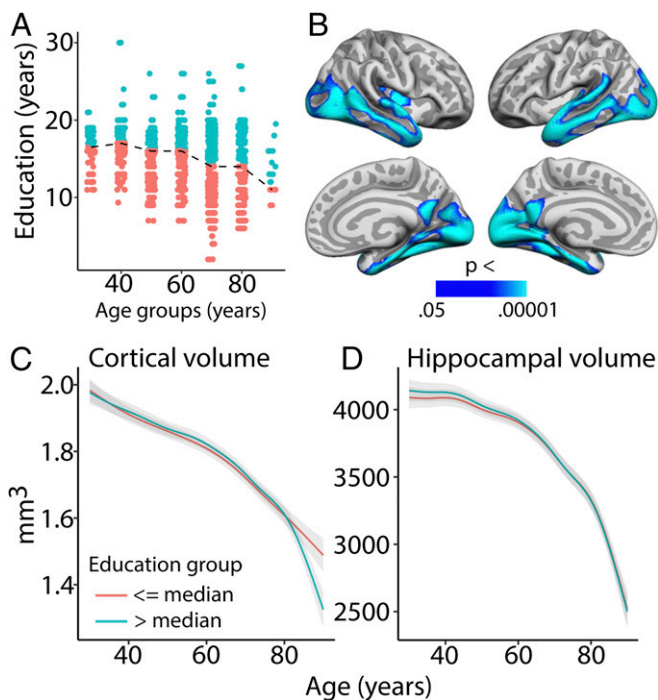 A
Education (years)
30
20
10
40 60 80
Age groups (years)
B
p <
.05 .00001
C Cortical volume
mm3
2.0
1.8
1.6
1.4
Education group
<= median
> median
40 60 80
D Hippocampal volume
4000
3500
3000
2500
40 60 80
Age (years)